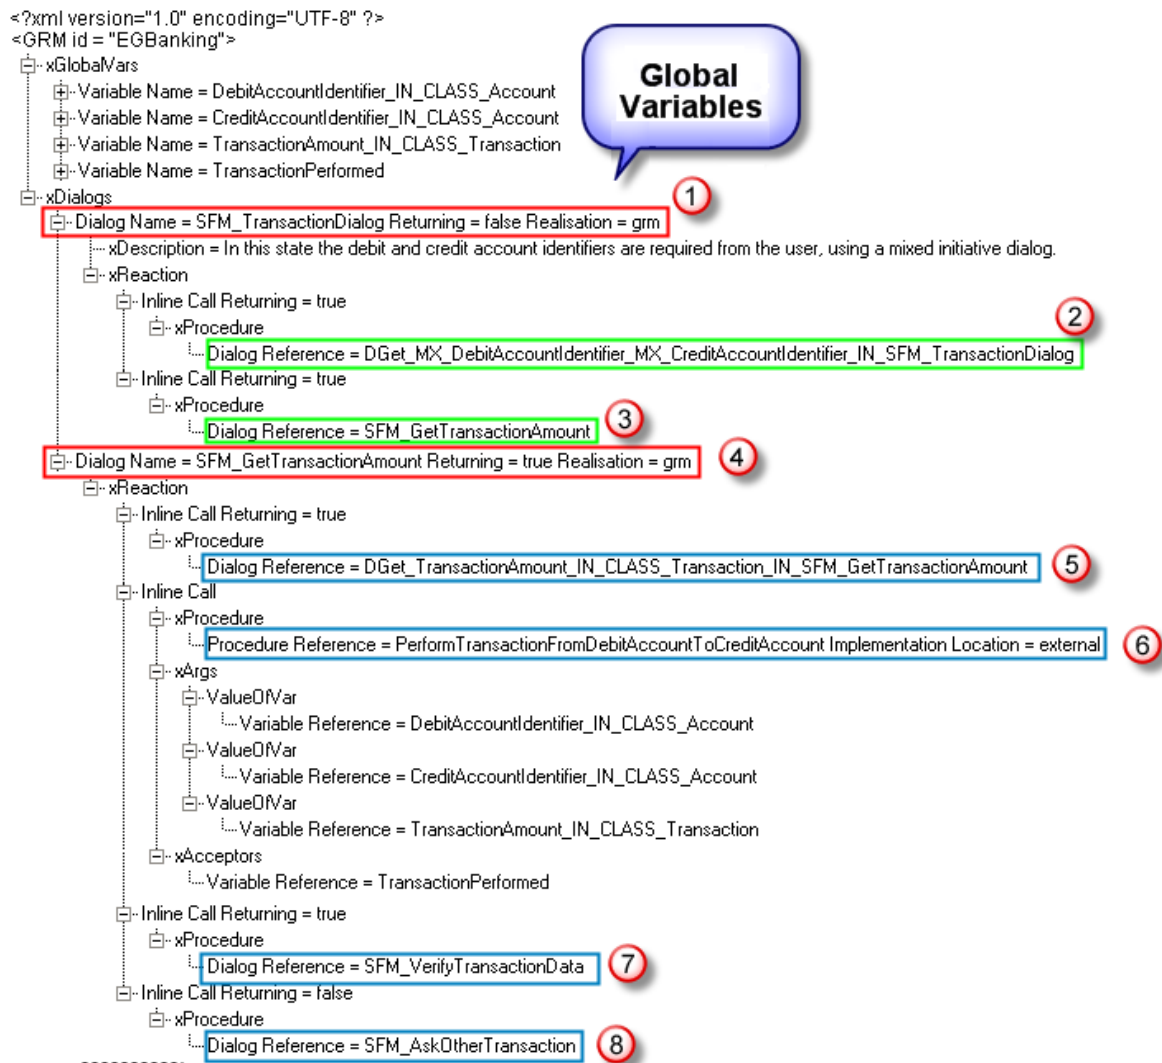 <?xml version="1.0" encoding="UTF-8" ?>
<GRM id = "EGBanking">
xGlobalVars
Global
Variables
Variable Name = DebitAccountIdentifier_IN_CLASS_Account
Variable Name = CreditAccountIdentifier_IN_CLASS_Account
Variable Name = TransactionAmount_IN_CLASS_Transaction
Variable Name = TransactionPerformed
xDialogs
1
Dialog Name = SFM_TransactionDialog Returning = false Realisation = grm
xDescription = In this state the debit and credit account identifiers are required from the user, using a mixed initiative dialog.
xReaction
Inline Call Returning = true
xProcedure
2
Dialog Reference = DGet_MX_DebitAccountIdentifier_MX_CreditAccountIdentifier_IN_SFM_TransactionDialog
Inline Call Returning = true
xProcedure
Dialog Reference = SFM_GetTransactionAmount 3
Dialog Name = SFM_GetTransactionAmount Returning = true Realisation = grm 4
xReaction
Inline Call Returning = true
xProcedure
Dialog Reference = DGet_TransactionAmount_IN_CLASS_Transaction_IN_SFM_GetTransactionAmount 5
Inline Call
xProcedure
Procedure Reference = PerformTransactionFromDebitAccountToCreditAccount Implementation Location = external 6
xArgs
ValueOfVar
Variable Reference = DebitAccountIdentifier_IN_CLASS_Account
ValueOfVar
Variable Reference = CreditAccountIdentifier_IN_CLASS_Account
ValueOfVar
Variable Reference = TransactionAmount_IN_CLASS_Transaction
xAcceptors
Variable Reference = TransactionPerformed
Inline Call Returning = true
xProcedure
Dialog Reference = SFM_VerifyTransactionData 7
Inline Call Returning = false
xProcedure
Dialog Reference = SFM_AskOtherTransaction 8